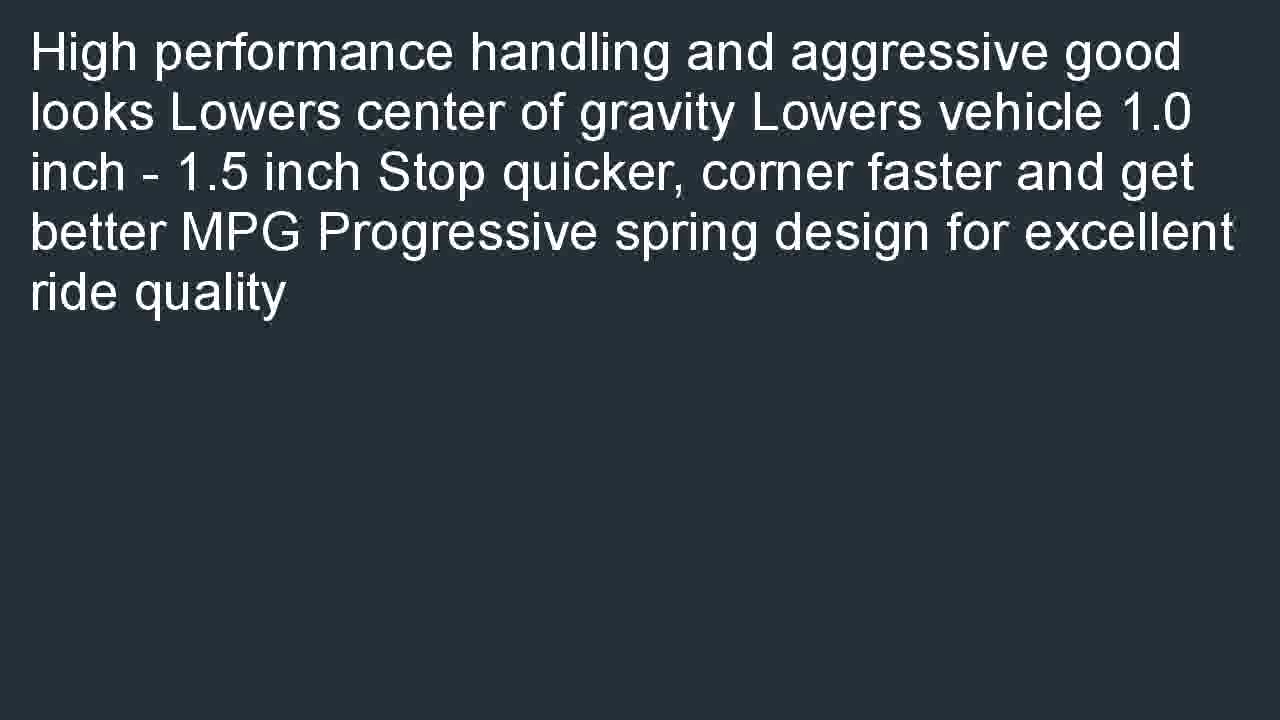 High performance handling and aggressive good
looks Lowers center of gravity Lowers vehicle 1.0
inch - 1.5 inch Stop quicker, corner faster and get
better MPG Progressive spring design for excellent
ride quality